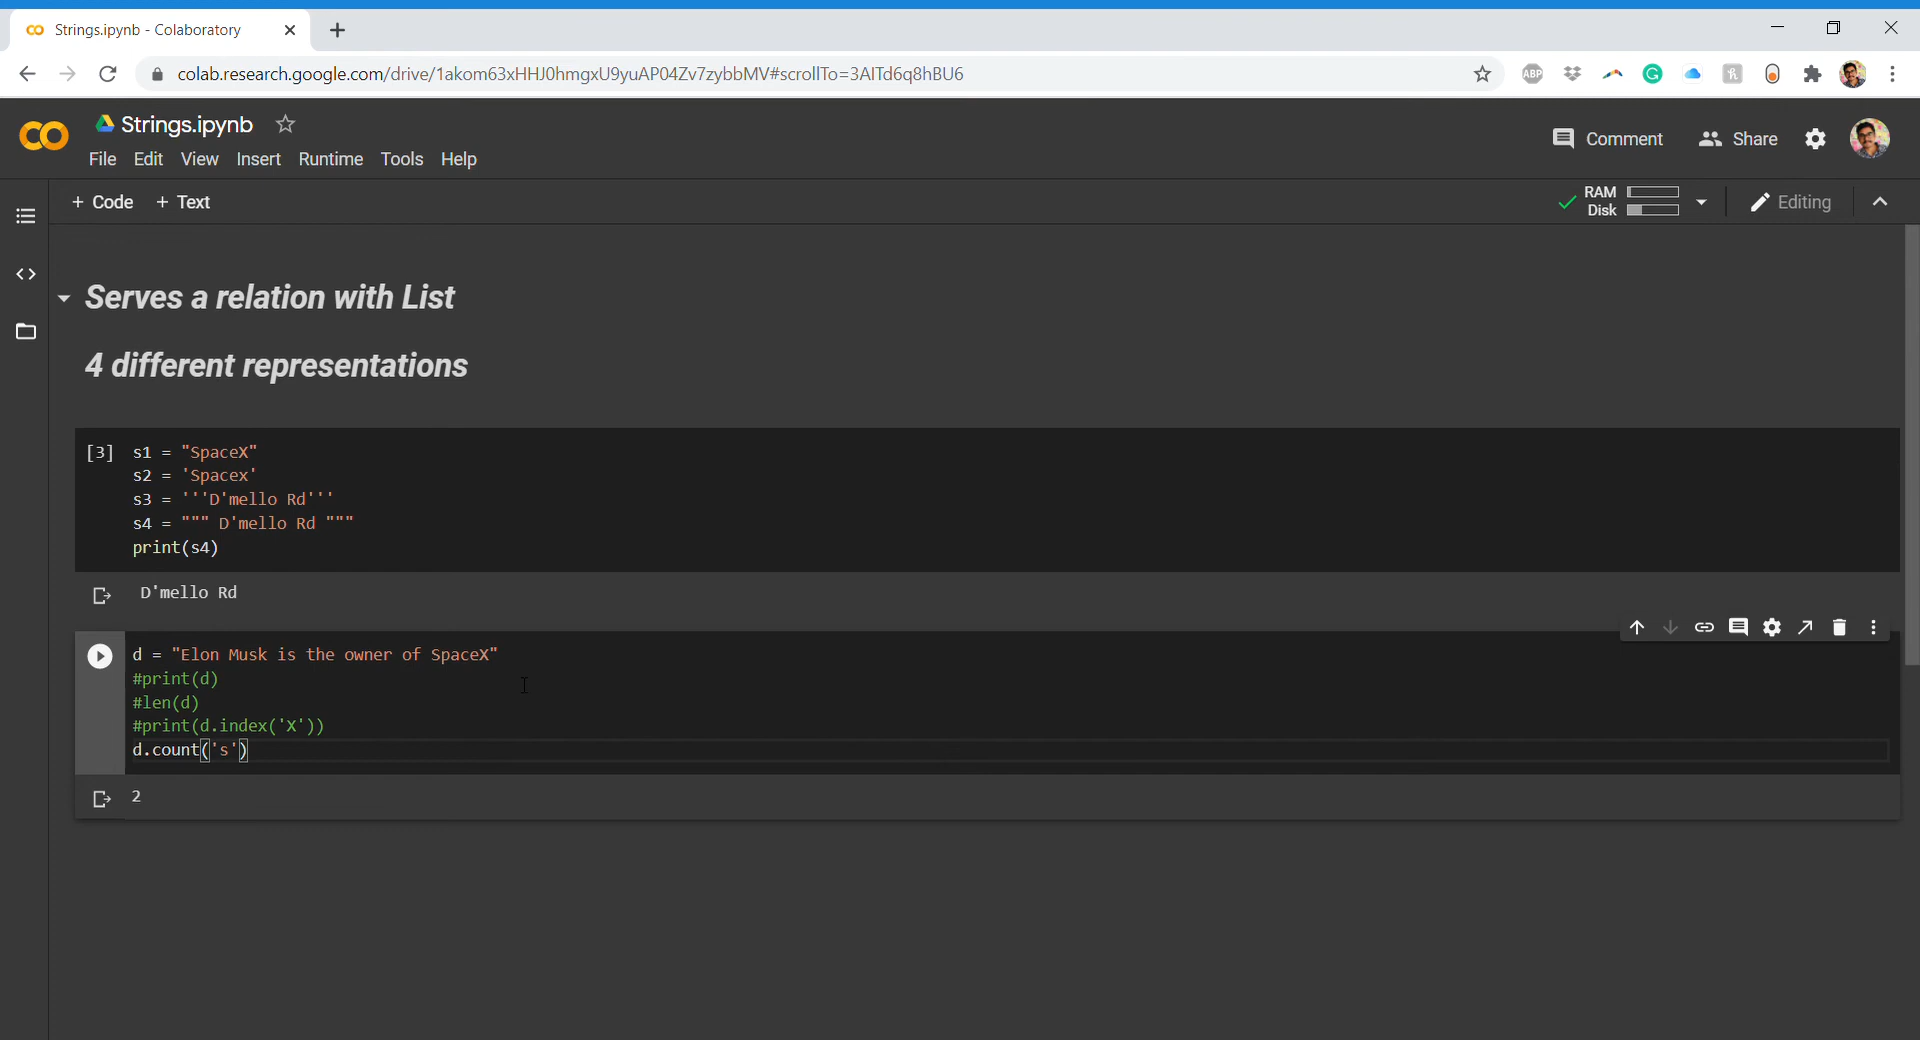 Strings.ipynb - Colaboratory
colab.research.google.com/drive/1akom63xHHJ0hmgxU9yuAP04Zv7zybbMV#scrollTo=3AlTd6q8hBU6
ABP
Strings.ipynb
File Edit View Insert Runtime Tools Help
Comment
Share
+ Code + Text
RAM
Disk
Editing
Serves a relation with List
4 different representations
[3] s1 = "SpaceX"
s2 = 'Spacex'
s3 = '''D'mello Rd'''
s4 = """ D'mello Rd """
print(s4)
D'mello Rd
d = "Elon Musk is the owner of SpaceX"
#print(d)
#len(d)
#print(d.index('X'))
d.count('s')
2